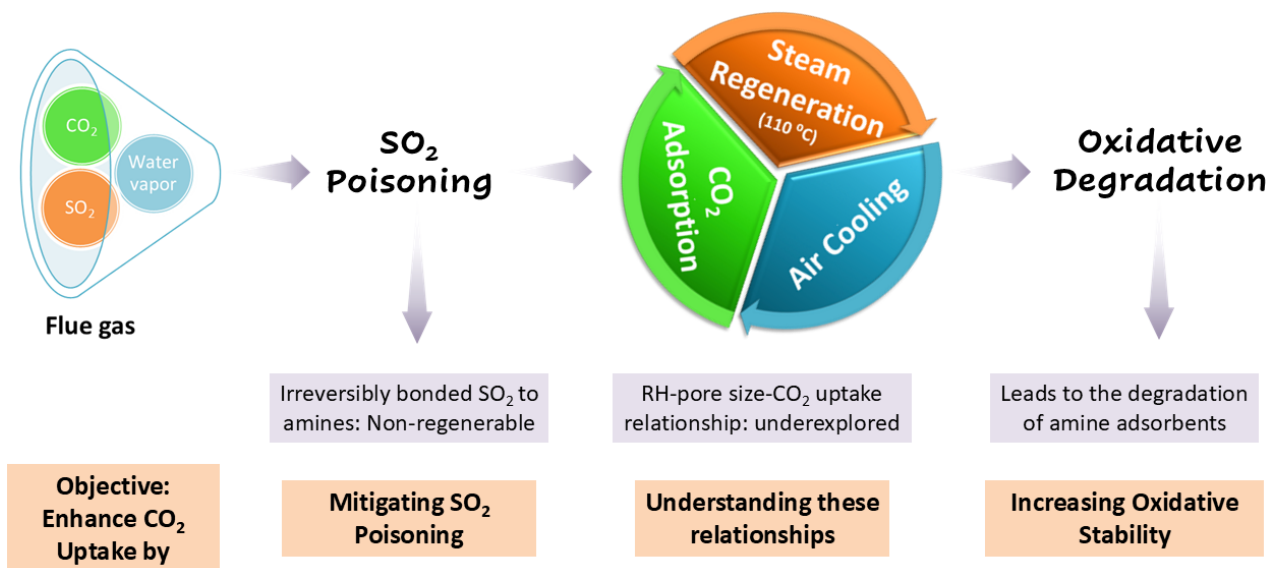 CO₂
SO₂
Water
vapor
Flue gas
SO₂
Poisoning
Steam
Regeneration
(110 ºC)
CO₂
Adsorption
Air Cooling
Oxidative
Degradation
Irreversibly bonded SO₂ to
amines: Non-regenerable
RH-pore size-CO₂ uptake
relationship: underexplored
Leads to the degradation
of amine adsorbents
Objective:
Enhance CO₂
Uptake by
Mitigating SO₂
Poisoning
Understanding these
relationships
Increasing Oxidative
Stability